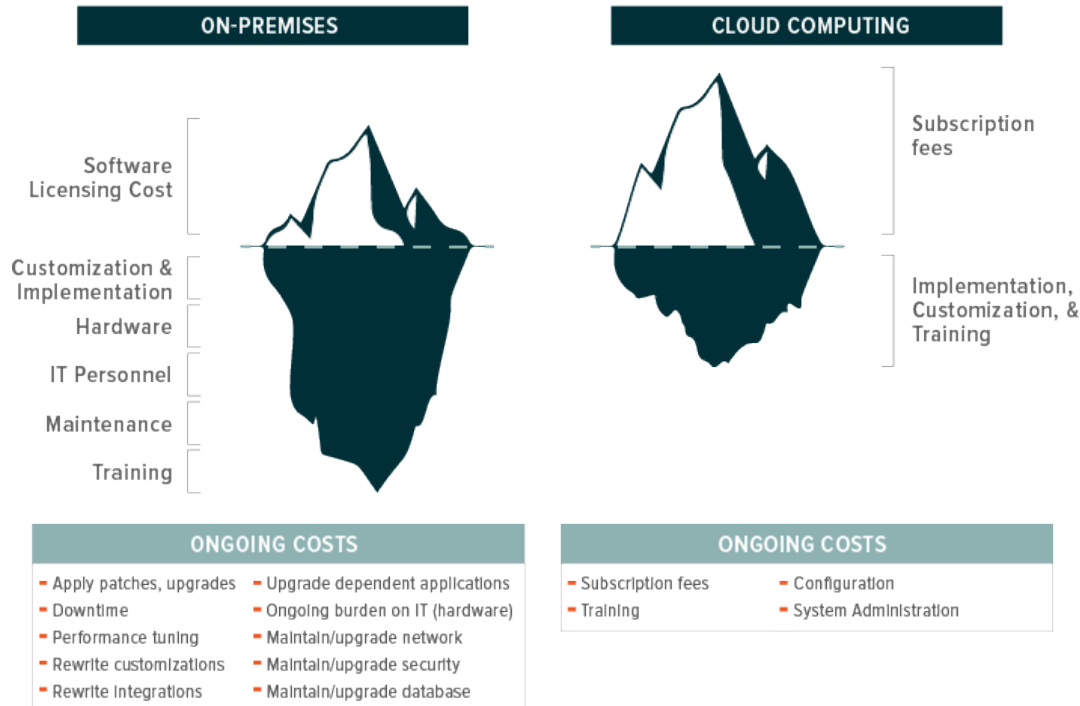 ON-PREMISES
Software
Licensing Cost
Customization &
Implementation
Hardware
IT Personnel
Maintenance
Training
CLOUD COMPUTING
Subscription
fees
Implementation,
Customization, &
Training
ONGOING COSTS
- Apply patches, upgrades
- Downtime
- Performance tuning
- Rewrite customizations
- Rewrite integrations
- Upgrade dependent applications
- Ongoing burden on IT (hardware)
- Maintain/upgrade network
- Maintain/upgrade security
- Maintain/upgrade database
ONGOING COSTS
- Subscription fees
- Training
- Configuration
- System Administration